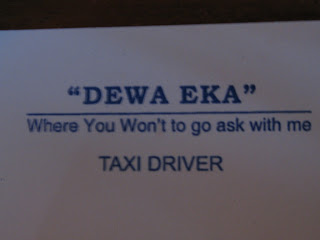 “DEWA EKA”
Where You Won't to go ask with me
TAXI DRIVER